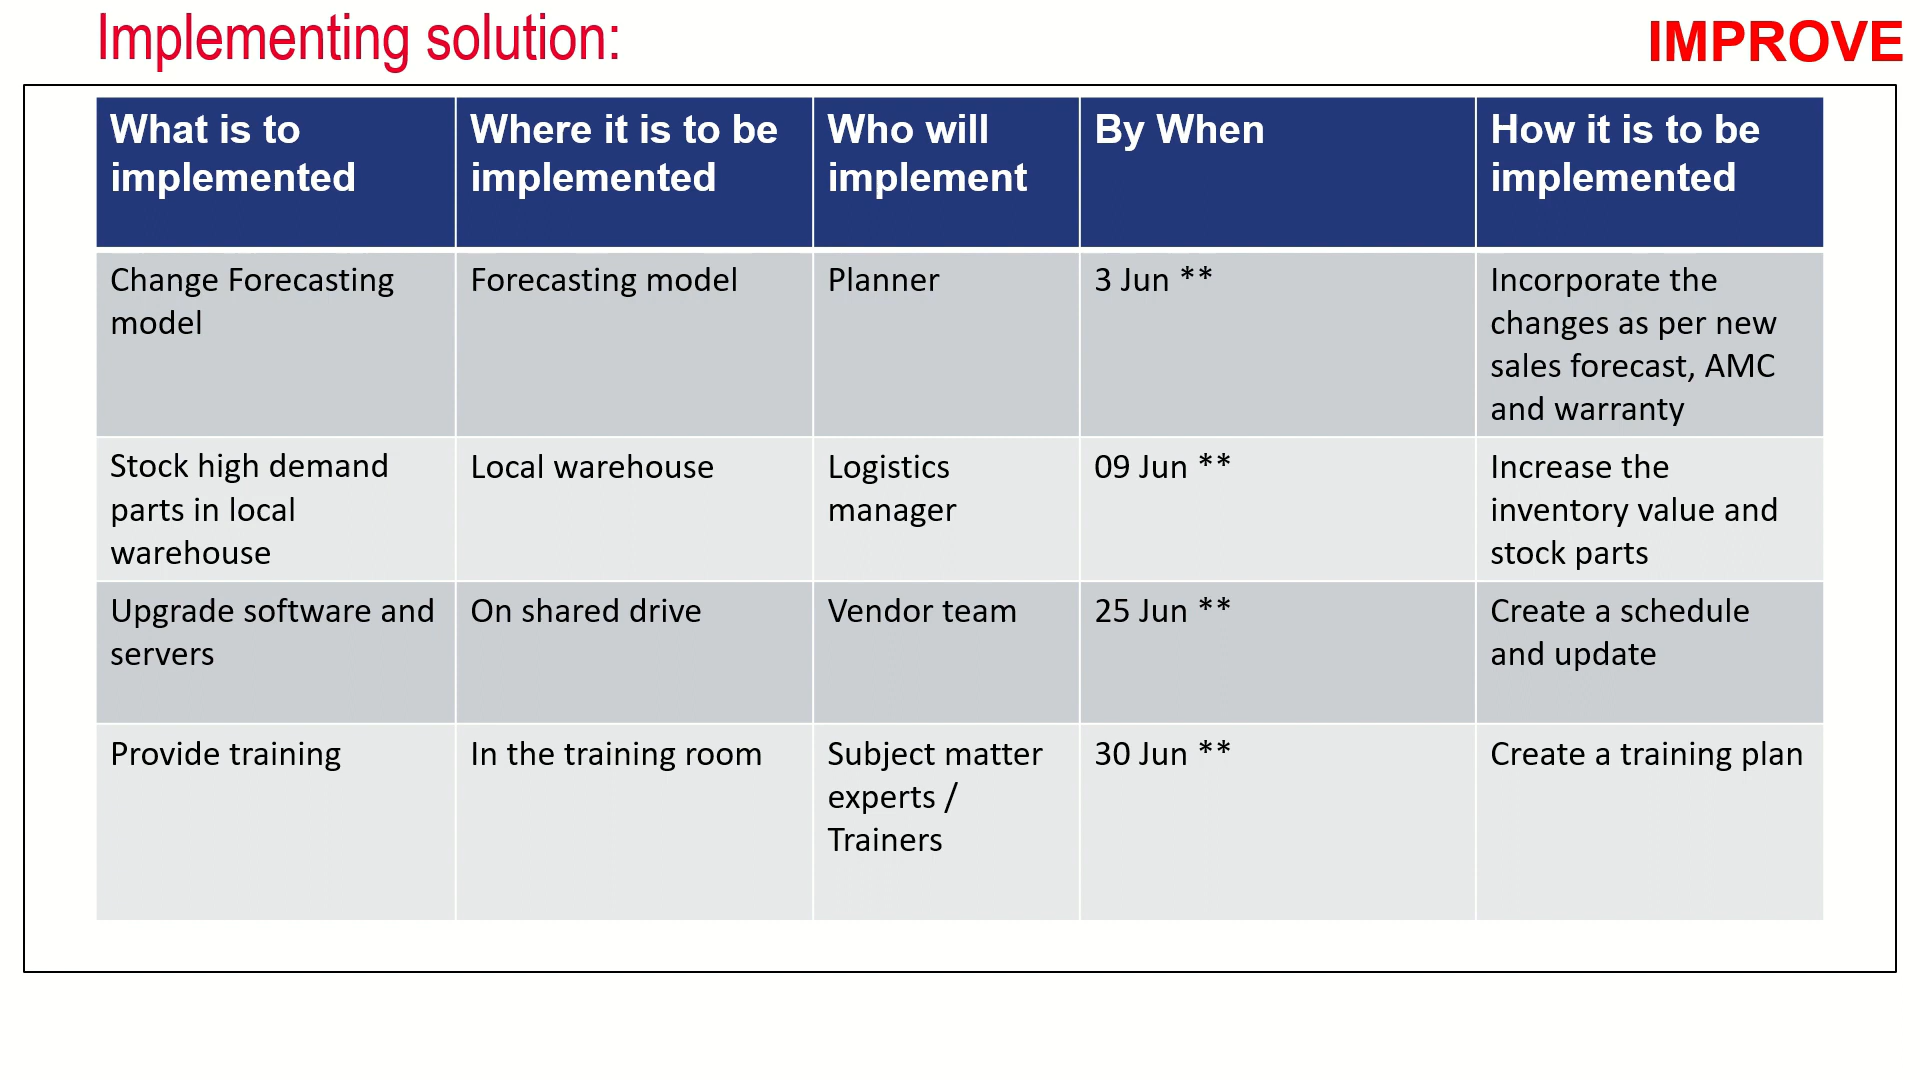 Implementing solution:
IMPROVE
What is to
implemented
Where it is to be
implemented
Who will
implement
By When
How it is to be
implemented
Change Forecasting
model
Forecasting model
Planner
3 Jun **
Incorporate the
changes as per new
sales forecast, AMC
and warranty
Stock high demand
parts in local
warehouse
Local warehouse
Logistics
manager
09 Jun **
Increase the
inventory value and
stock parts
Upgrade software and
servers
On shared drive
Vendor team
25 Jun **
Create a schedule
and update
Provide training
In the training room
Subject matter
experts /
Trainers
30 Jun **
Create a training plan